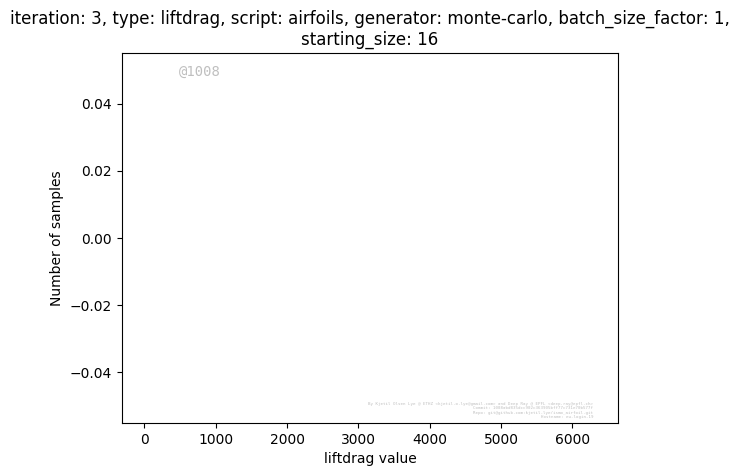 iteration: 3, type: liftdrag, script: airfoils, generator: monte-carlo, batch_size_factor: 1,
starting_size: 16
@1008
0.04
0.02
0.00
−0.02
−0.04
Number of samples
0 1000 2000 3000 4000 5000 6000
liftdrag value